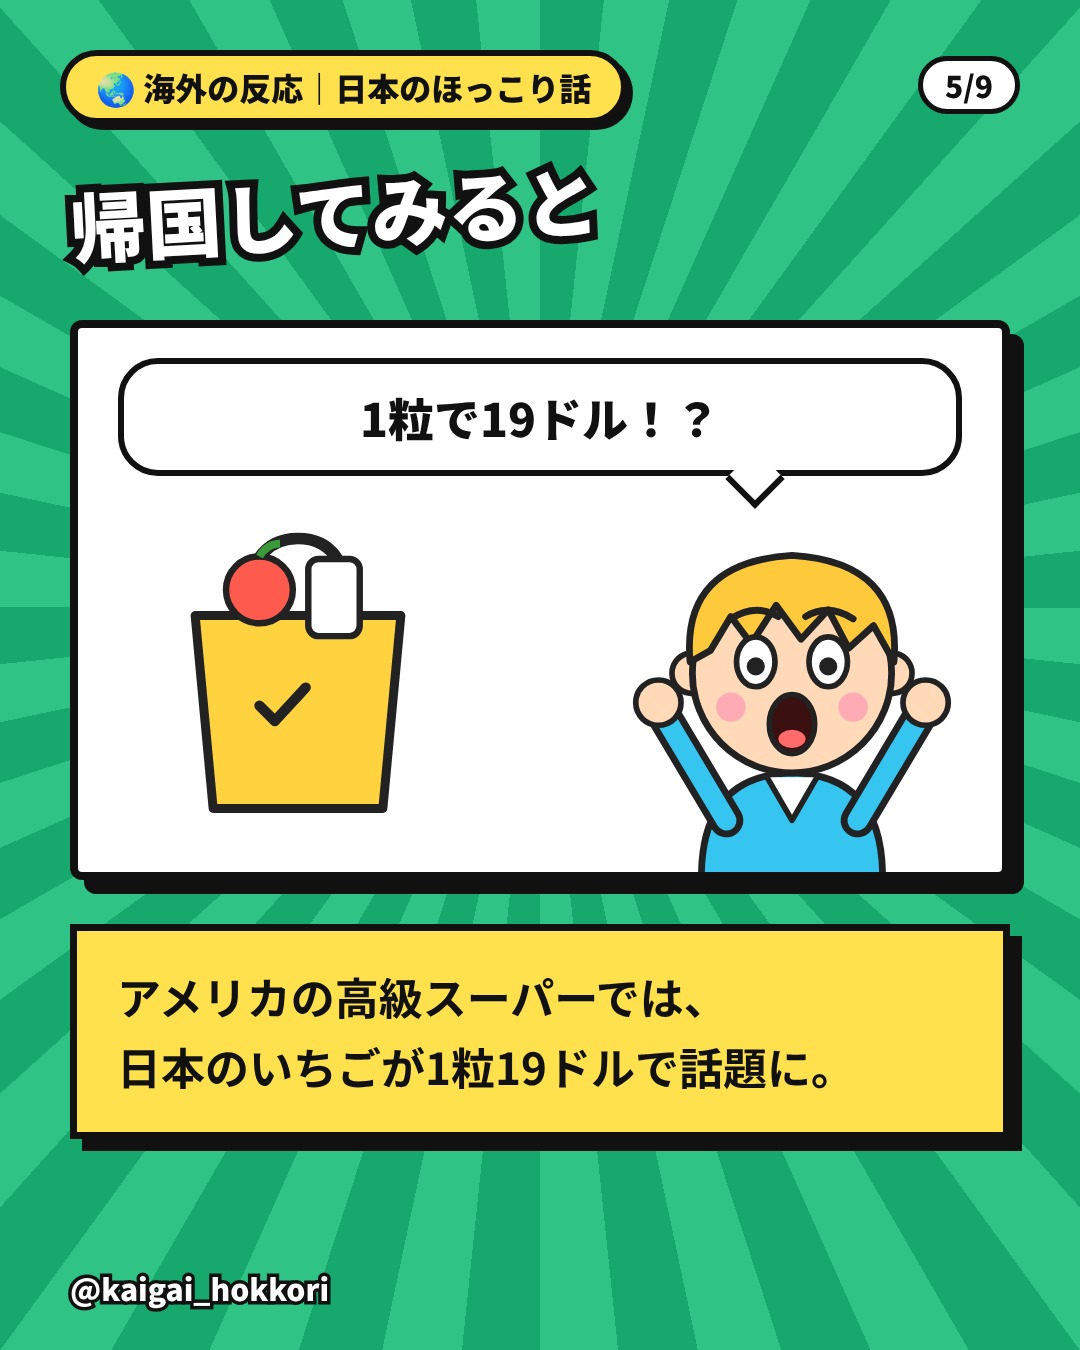 🌏 海外の反応｜日本のほっこり話
5/9
帰国してみると
1粒で19ドル！？
アメリカの高級スーパーでは、
日本のいちごが1粒19ドルで話題に。
@kaigai_hokkori